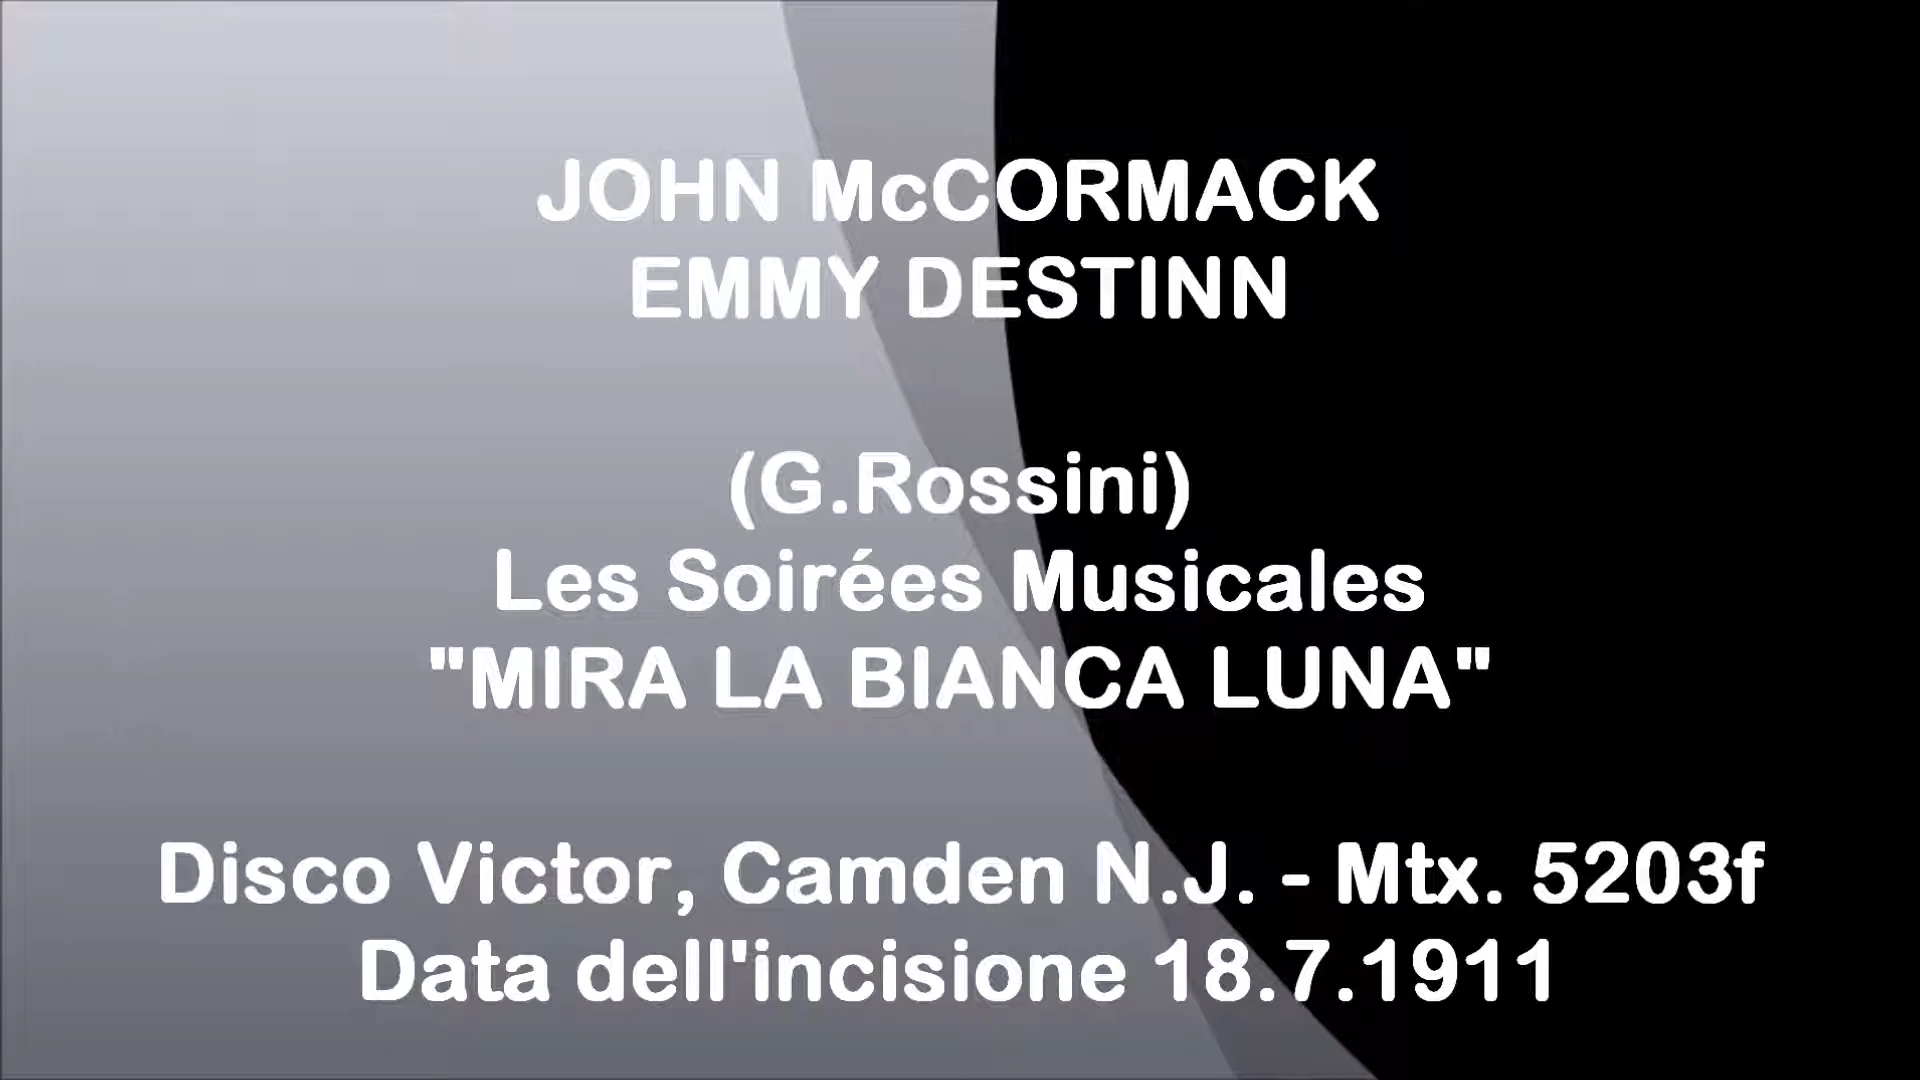 JOHN McCORMACK
EMMY DESTINN
(G.Rossini)
Les Soirées Musicales
"MIRA LA BIANCA LUNA"
Disco Victor, Camden N.J. - Mtx. 5203f
Data dell'incisione 18.7.1911